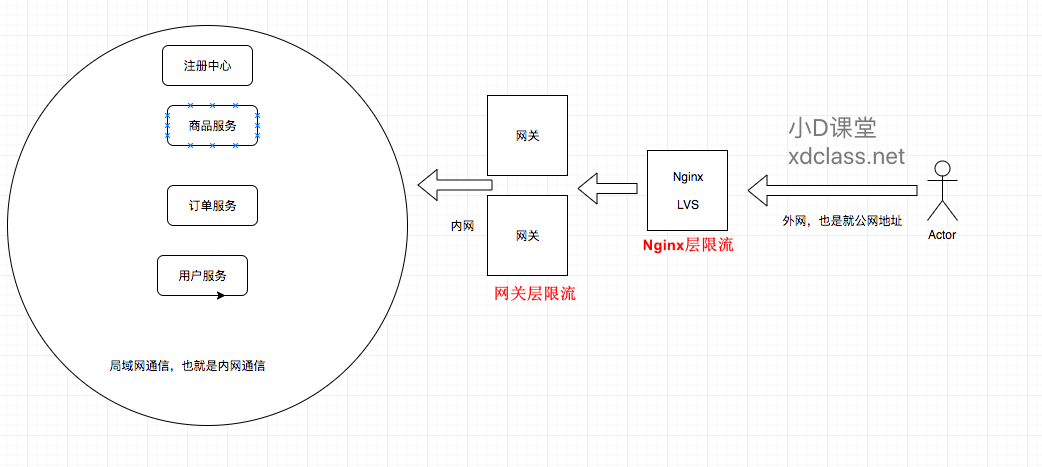 注册中心
商品服务
订单服务
用户服务
局域网通信，也就是内网通信
内网
网关
网关
网关层限流
Nginx
LVS
Nginx层限流
小D课堂
xdclass.net
外网，也是就公网地址
Actor